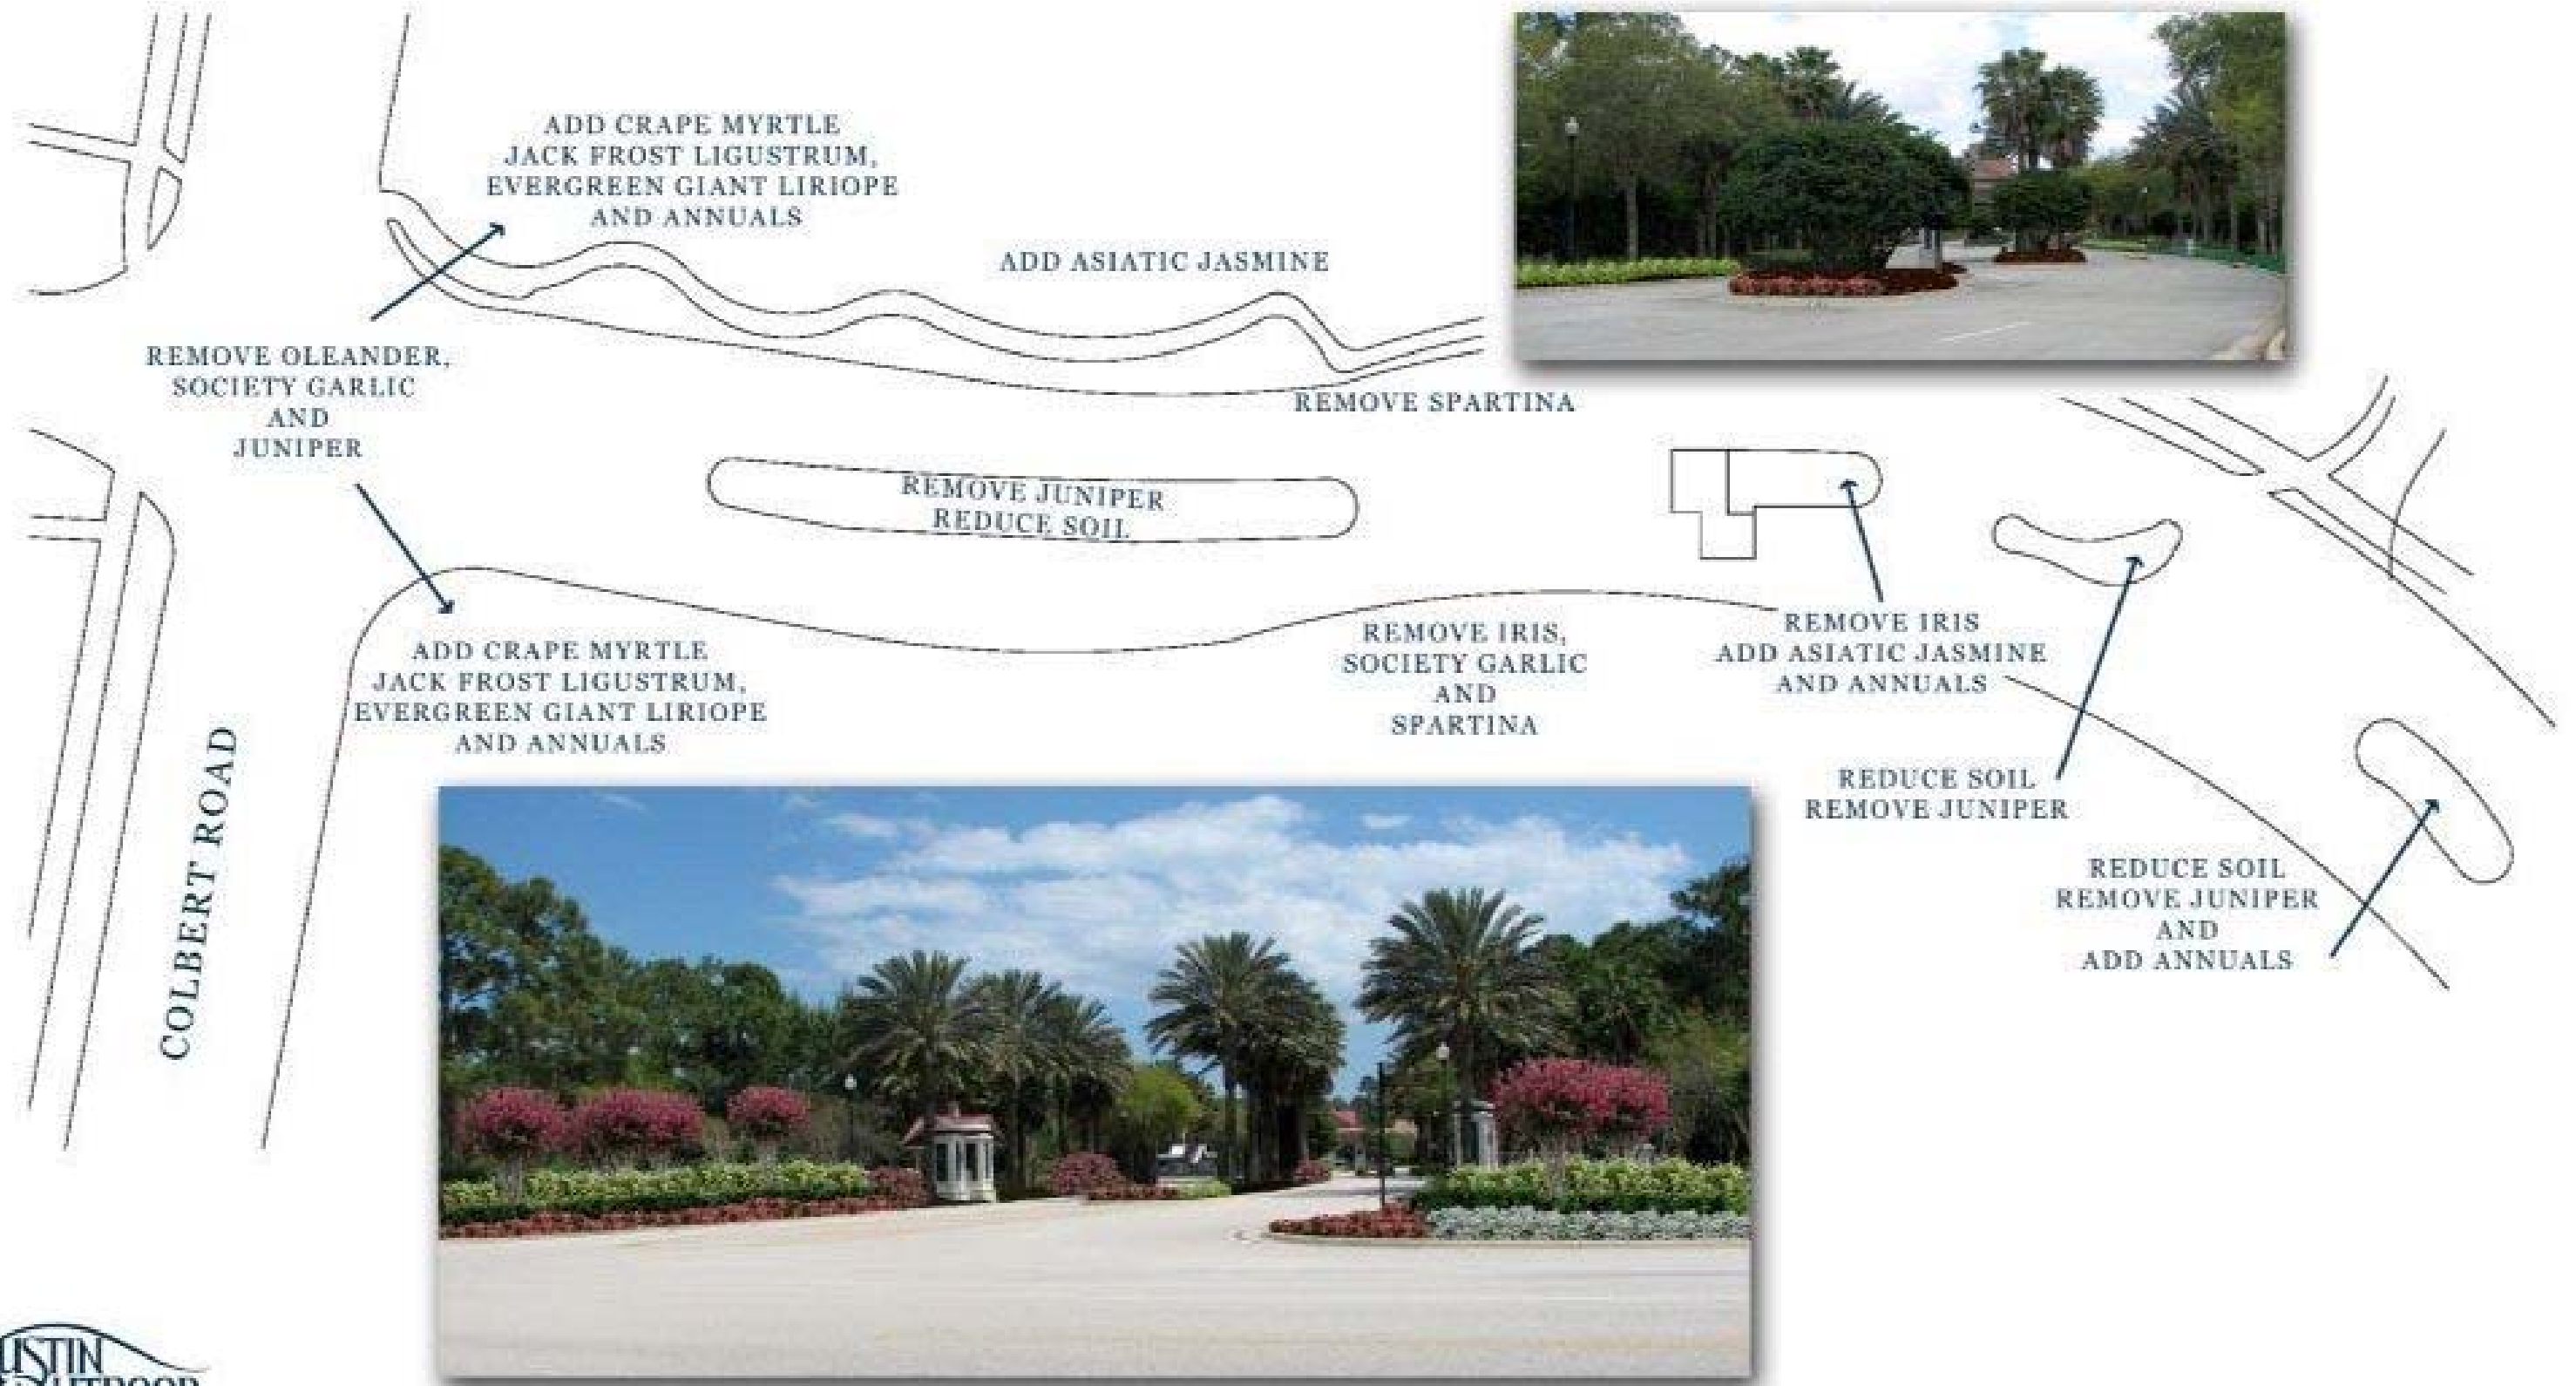 ADD CRAPE MYRTLE
JACK FROST LIGUSTRUM,
EVERGREEN GIANT LIRIOPE
AND ANNUALS
ADD ASIATIC JASMINE
REMOVE OLEANDER,
SOCIETY GARLIC
AND
JUNIPER
REMOVE SPARTINA
REMOVE JUNIPER
REDUCE SOIL
ADD CRAPE MYRTLE
JACK FROST LIGUSTRUM,
EVERGREEN GIANT LIRIOPE
AND ANNUALS
REMOVE IRIS,
SOCIETY GARLIC
AND
SPARTINA
REMOVE IRIS
ADD ASIATIC JASMINE
AND ANNUALS
REDUCE SOIL
REMOVE JUNIPER
REDUCE SOIL
REMOVE JUNIPER
AND
ADD ANNUALS
COLBERT ROAD